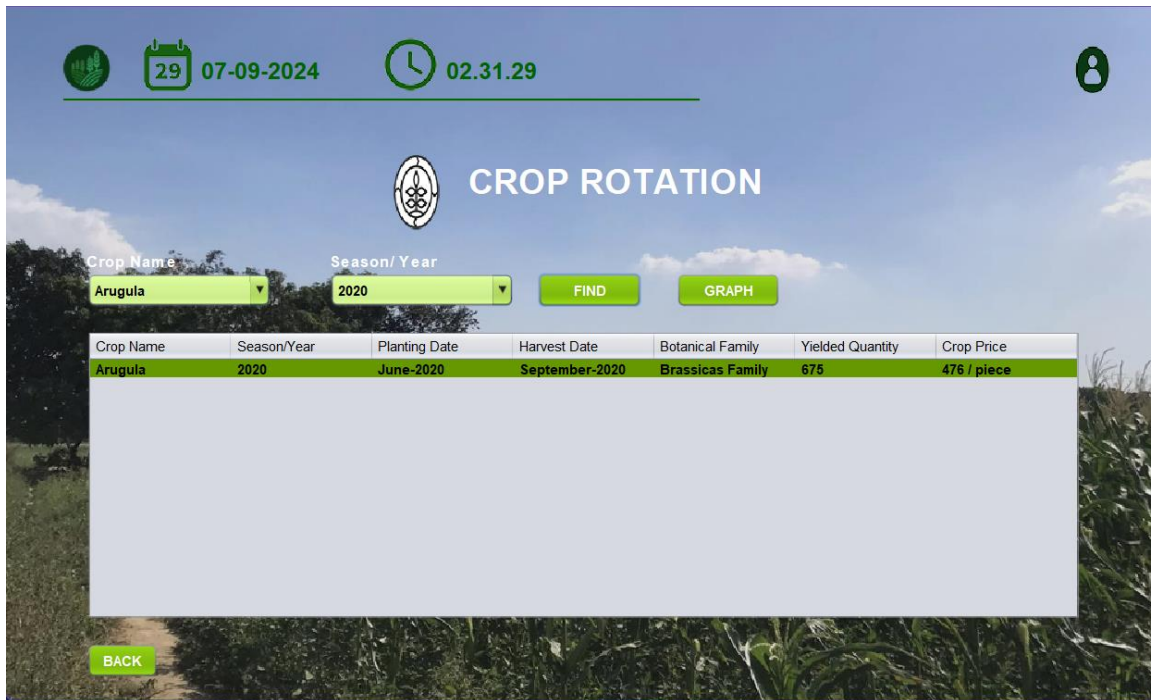 29 07-09-2024 02.31.29
CROP ROTATION
Crop Name Season/Year
Arugula 2020 FIND GRAPH
Crop Name Season/Year Planting Date Harvest Date Botanical Family Yielded Quantity Crop Price
Arugula 2020 June-2020 September-2020 Brassicas Family 675 476 / piece
BACK